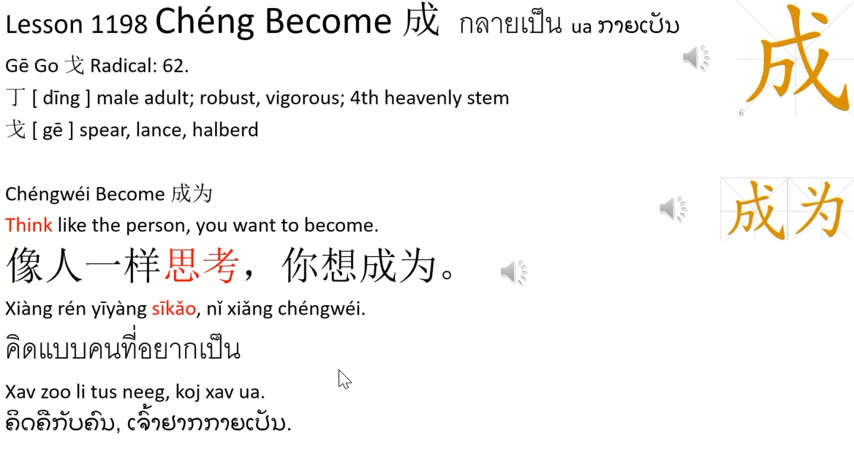 Lesson 1198 Chéng Become 成 กลายเป็น ua ກາຍເປັນ
Gē Go 戈 Radical: 62.
丁 [ dīng ] male adult; robust, vigorous; 4th heavenly stem
戈 [ gē ] spear, lance, halberd
成
6
Chéngwéi Become 成为
成为
Think like the person, you want to become.
像人一样思考，你想成为。
Xiàng rén yīyàng sīkǎo, nǐ xiǎng chéngwéi.
คิดแบบคนที่อยากเป็น
Xav zoo li tus neeg, koj xav ua.
ຄິດຄືກັບຄົນ, ເຈົ້າຢາກກາຍເປັນ.